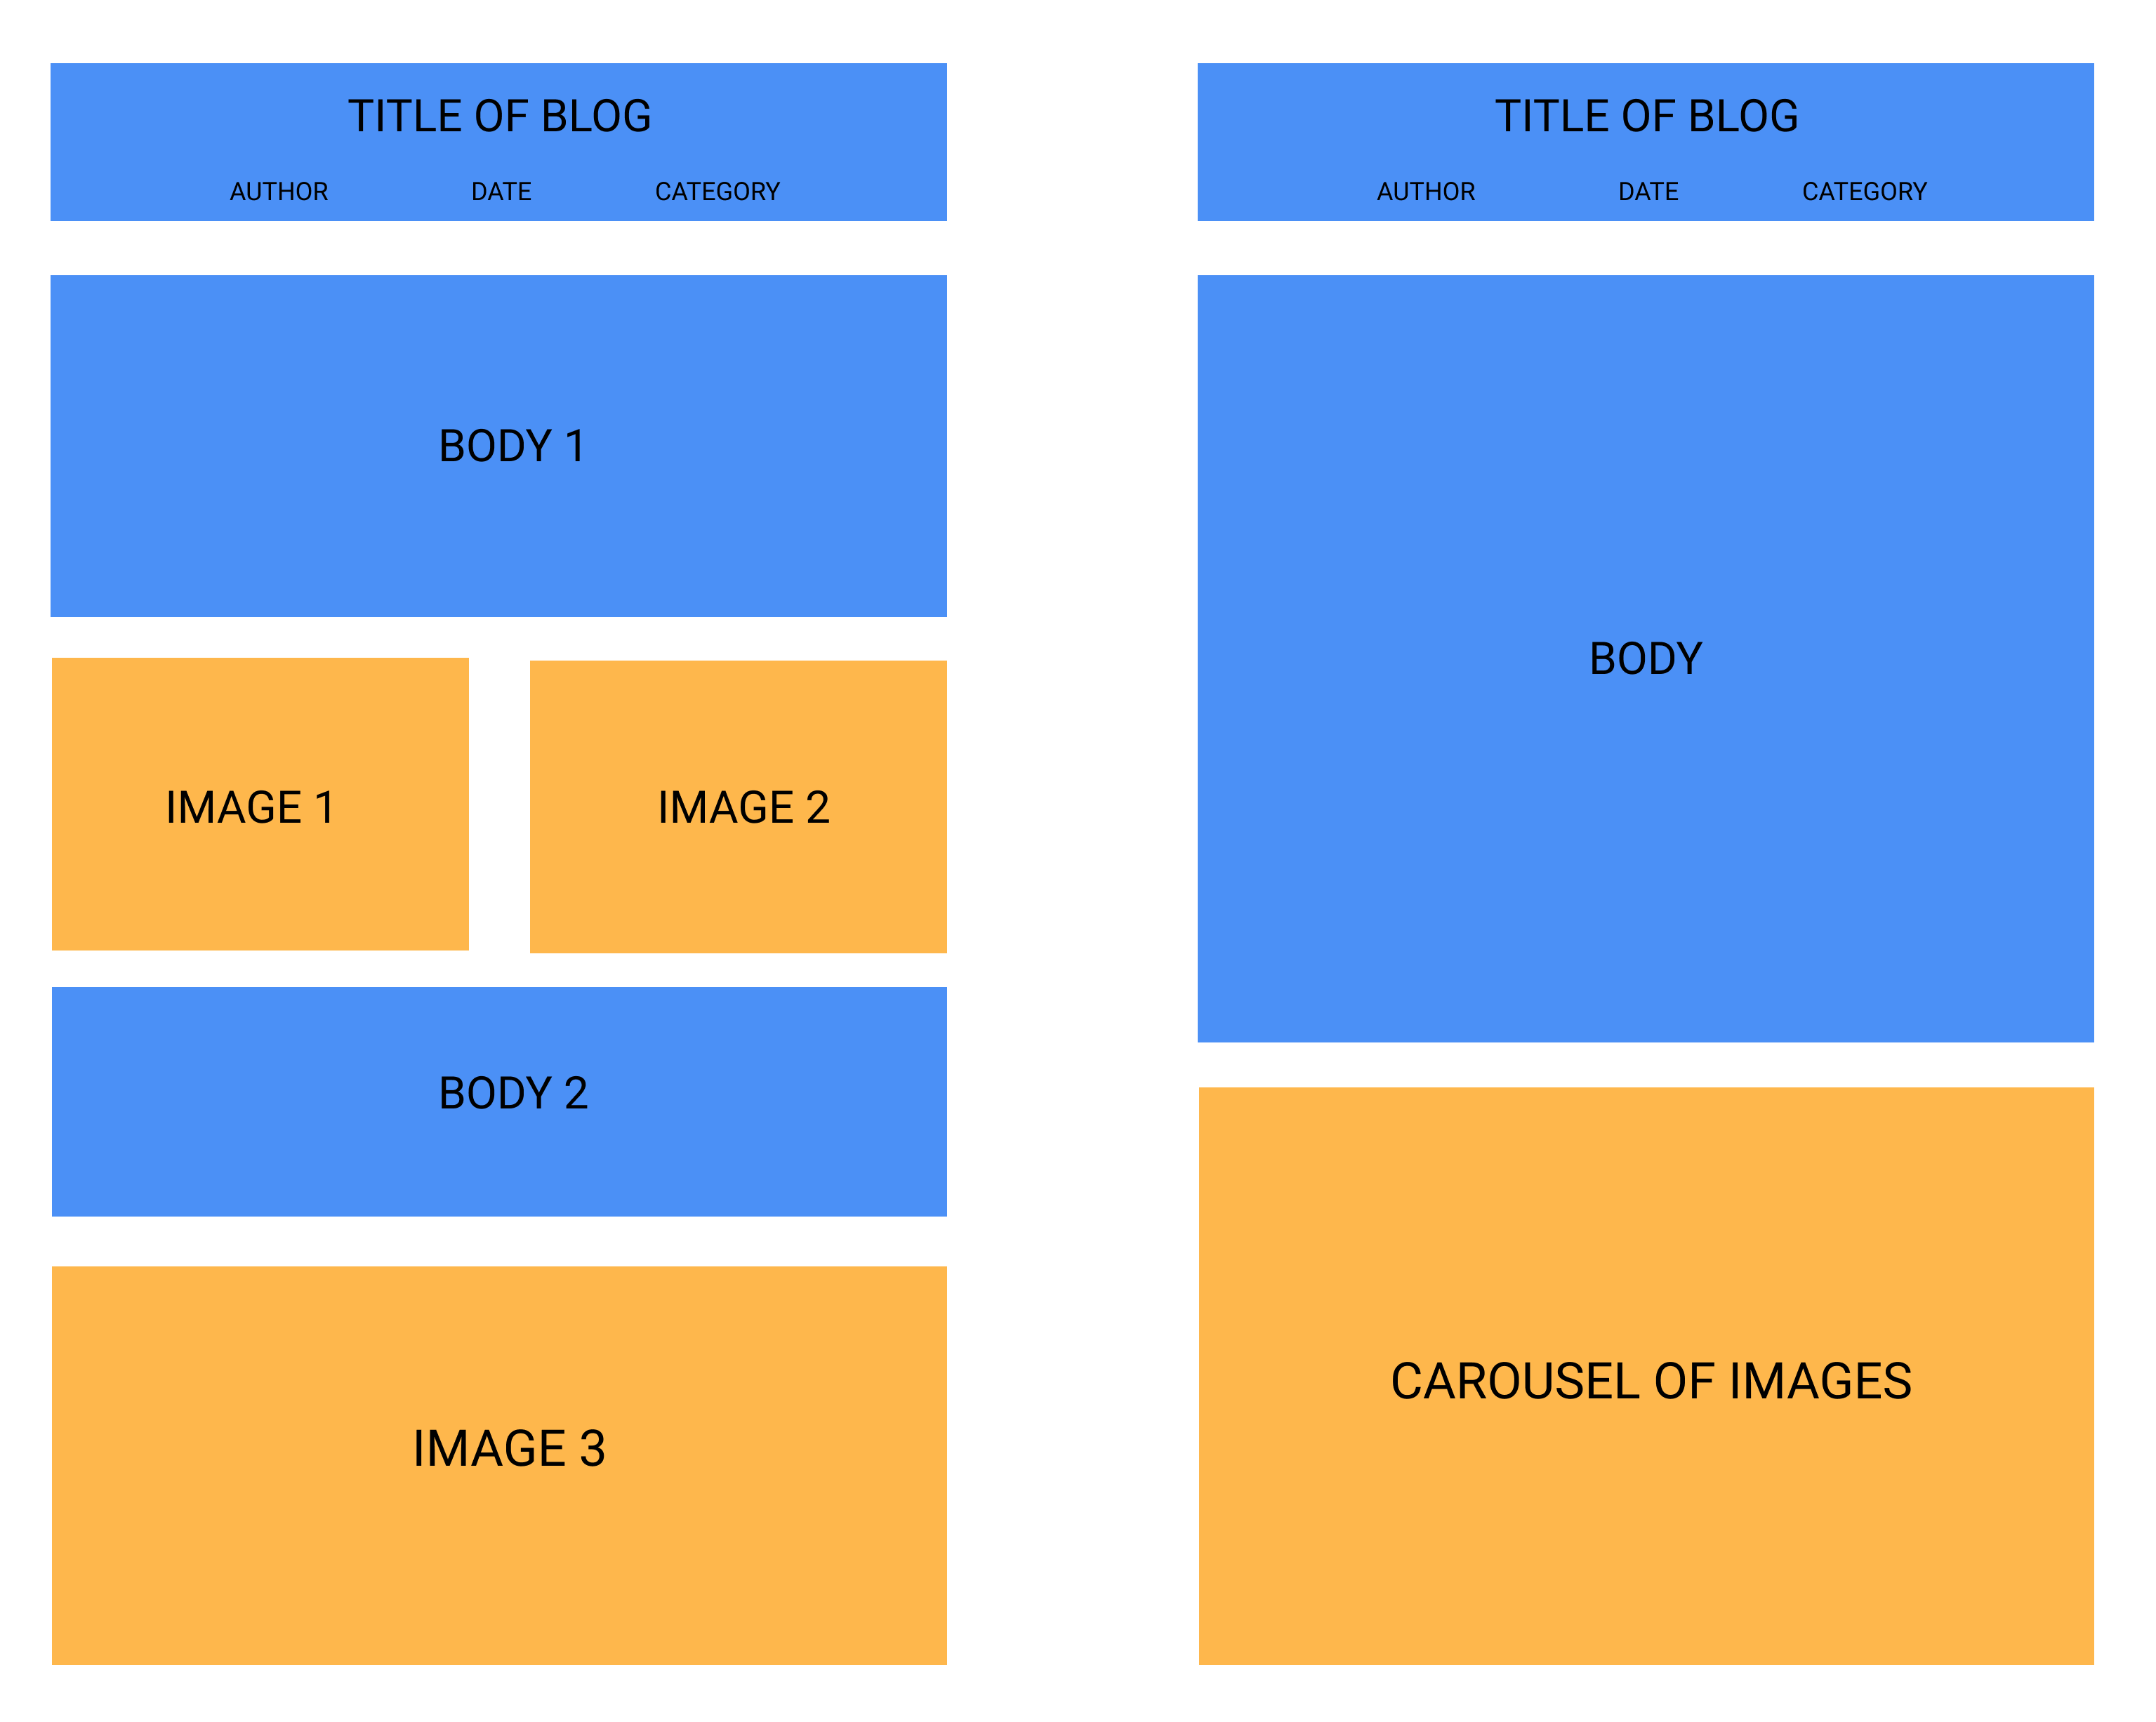 TITLE OF BLOG
AUTHOR DATE CATEGORY
BODY 1
IMAGE 1 IMAGE 2
BODY 2
IMAGE 3
TITLE OF BLOG
AUTHOR DATE CATEGORY
BODY
CAROUSEL OF IMAGES